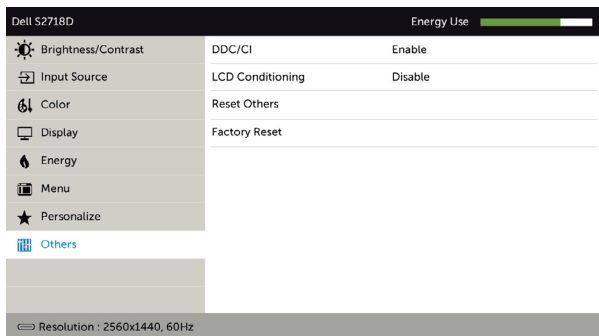 Dell S2718D Energy Use
Brightness/Contrast
Input Source
Color
Display
Energy
Menu
Personalize
Others
DDC/CI Enable
LCD Conditioning Disable
Reset Others
Factory Reset
Resolution : 2560x1440, 60Hz